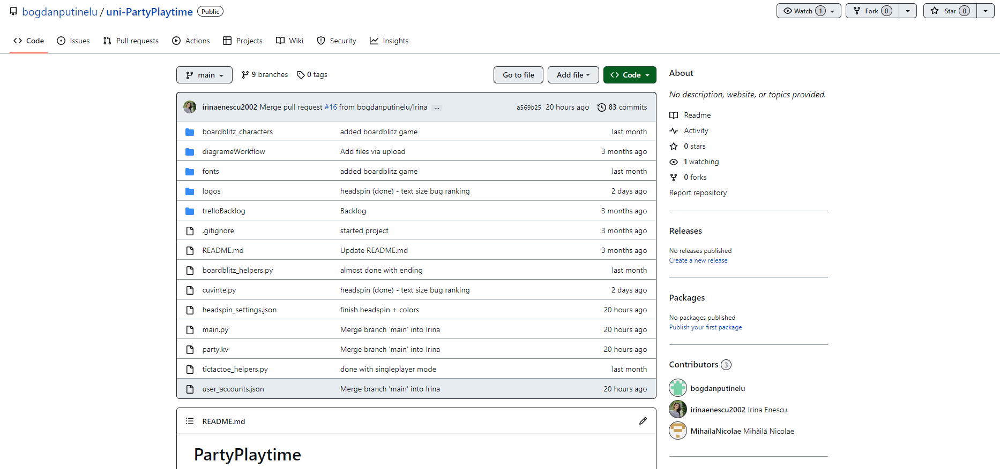 bogdanputinelu / uni-PartyPlaytime Public
Watch 1 Fork 0 Star 0
Code Issues Pull requests Actions Projects Wiki Security Insights
main 9 branches 0 tags Go to file Add file Code
irinaenescu2002 Merge pull request #16 from bogdanputinelu/Irina ... a569b25 20 hours ago 83 commits
boardblitz_characters added boardblitz game last month
diagrameWorkflow Add files via upload 3 months ago
fonts added boardblitz game last month
logos headspin (done) - text size bug ranking 2 days ago
trelloBacklog Backlog 3 months ago
.gitignore started project 3 months ago
README.md Update README.md 3 months ago
boardblitz_helpers.py almost done with ending last month
cuvinte.py headspin (done) - text size bug ranking 2 days ago
headspin_settings.json finish headspin + colors 20 hours ago
main.py Merge branch 'main' into Irina 20 hours ago
party.kv Merge branch 'main' into Irina 20 hours ago
tictactoe_helpers.py done with singleplayer mode last month
user_accounts.json Merge branch 'main' into Irina 20 hours ago
README.md
PartyPlaytime
About
No description, website, or topics provided.
Readme
Activity
0 stars
1 watching
0 forks
Report repository
Releases
No releases published
Create a new release
Packages
No packages published
Publish your first package
Contributors 3
bogdanputinelu
irinaenescu2002 Irina Enescu
MihailaNicolae Mihăilă Nicolae